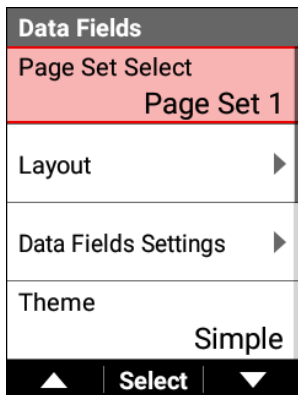 Data Fields
Page Set Select
Page Set 1
Layout
Data Fields Settings
Theme
Simple
Select